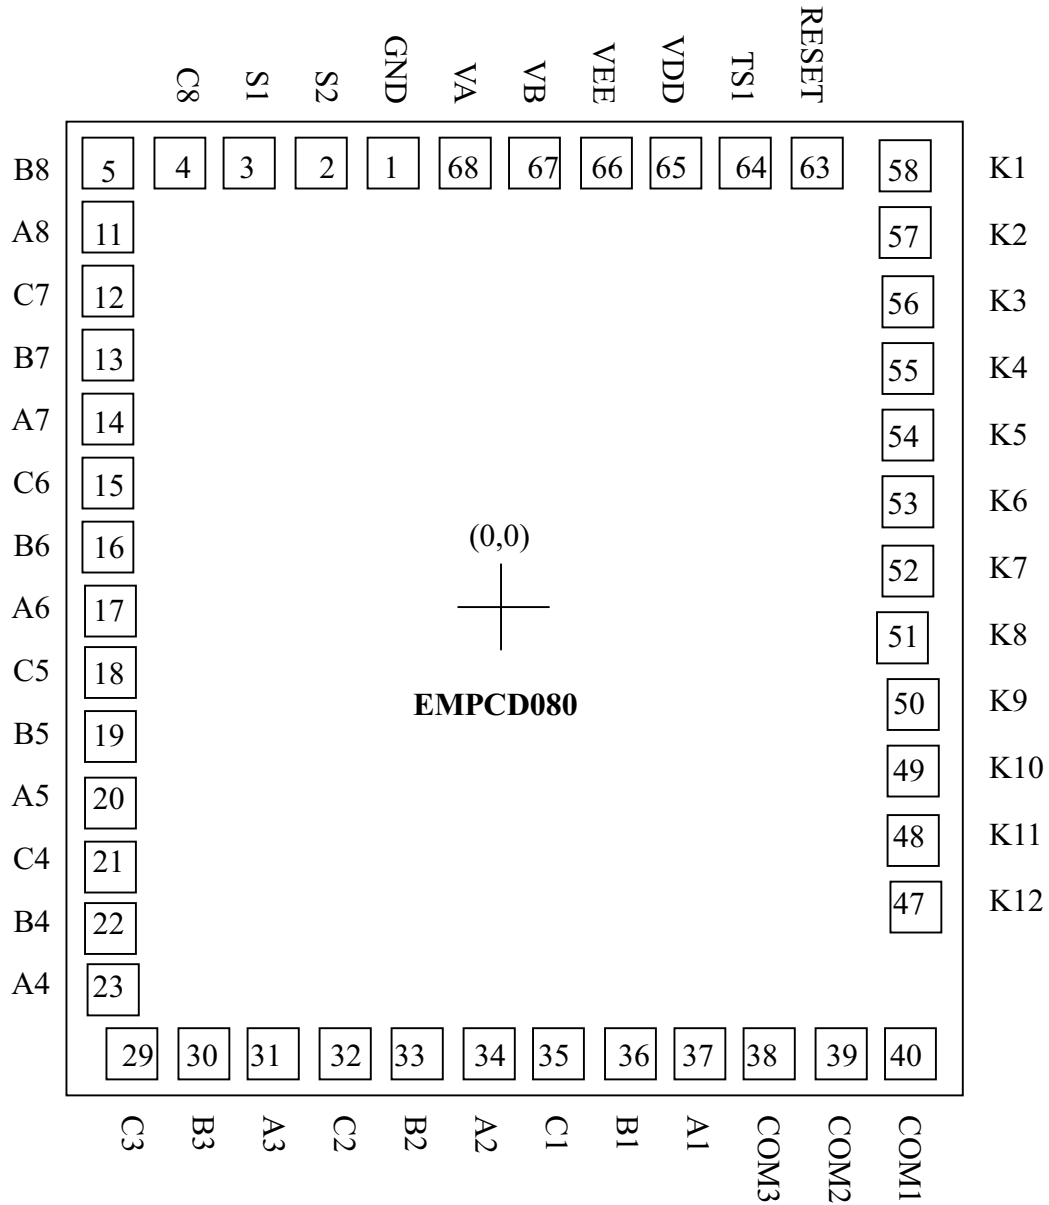 C8 S1 S2 GND VA VB VEE VDD TS1 RESET
B8 5 4 3 2 1 68 67 66 65 64 63 58 K1
A8 11 57 K2
C7 12 56 K3
B7 13 55 K4
A7 14 54 K5
C6 15 53 K6
B6 16 (0,0) 52 K7
A6 17 51 K8
C5 18 50 K9
EMPCD080
B5 19 49 K10
A5 20 48 K11
C4 21 47 K12
B4 22
A4 23
29 30 31 32 33 34 35 36 37 38 39 40
C3 B3 A3 C2 B2 A2 C1 B1 A1 COM3 COM2 COM1